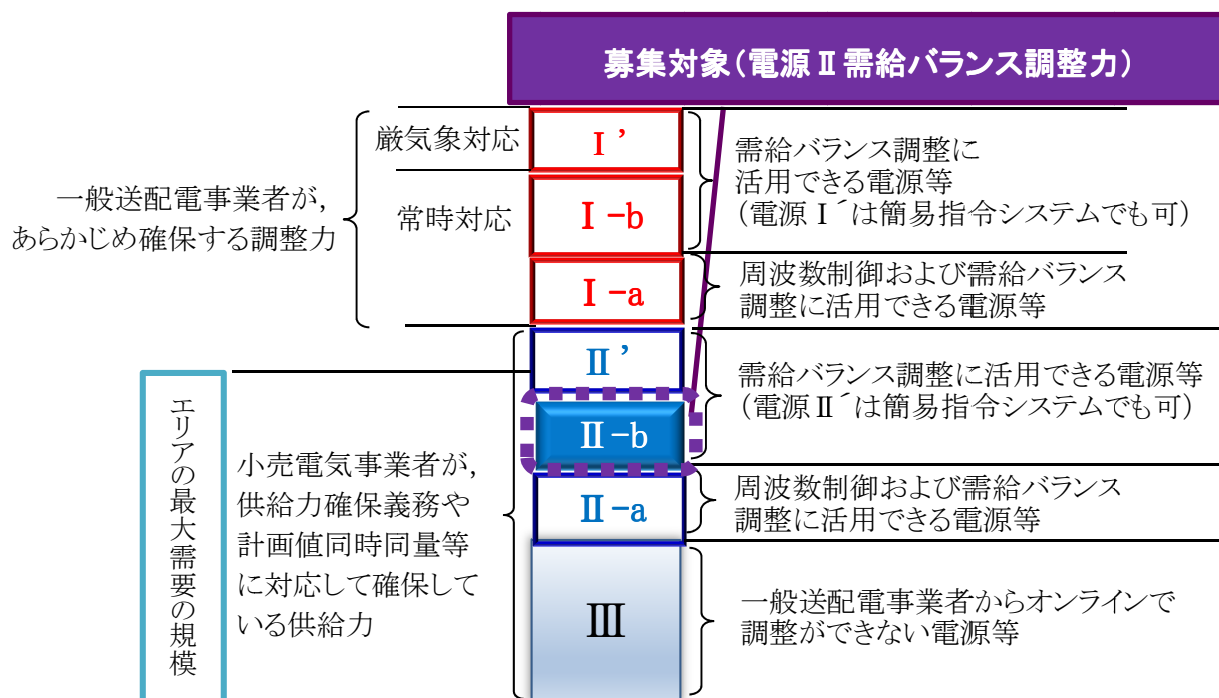 募集対象(電源Ⅱ需給バランス調整力)
厳気象対応
Ⅰ’
需給バランス調整に
活用できる電源等
(電源Ⅰ´は簡易指令システムでも可)
一般送配電事業者が,
あらかじめ確保する調整力
常時対応
Ⅰ-b
Ⅰ-a
周波数制御および需給バランス
調整に活用できる電源等
Ⅱ’
需給バランス調整に活用できる電源等
(電源Ⅱ´は簡易指令システムでも可)
Ⅱ-b
エリアの最大需要の規模
小売電気事業者が,
供給力確保義務や
計画値同時同量等
に対応して確保して
いる供給力
Ⅱ-a
周波数制御および需給バランス
調整に活用できる電源等
Ⅲ
一般送配電事業者からオンラインで
調整ができない電源等